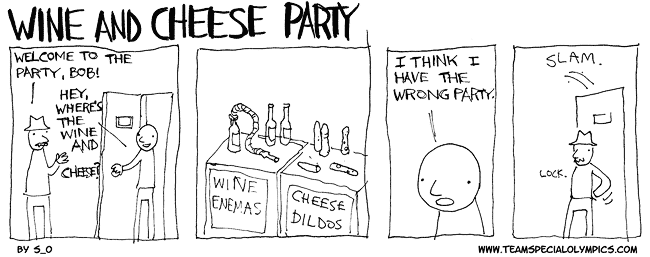 WINE AND CHEESE PARTY
WELCOME TO THE
PARTY, BOB!
HEY,
WHERE'S
THE
WINE
AND
CHEESE?
WINE
ENEMAS
CHEESE
DILDOS
I THINK I
HAVE THE
WRONG PARTY.
SLAM.
LOCK.
BY S_O
WWW.TEAMSPECIALOLYMPICS.COM